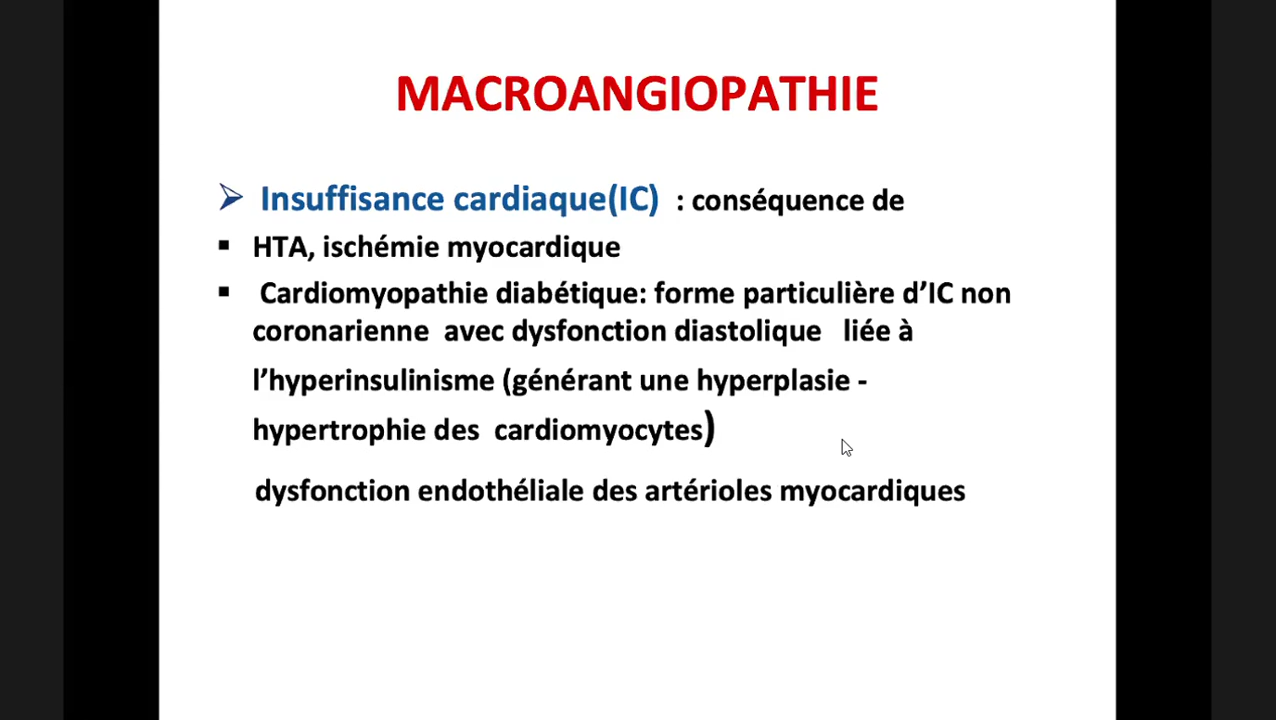 MACROANGIOPATHIE
➢ Insuffisance cardiaque(IC) : conséquence de
▪ HTA, ischémie myocardique
▪ Cardiomyopathie diabétique: forme particulière d’IC non
coronarienne avec dysfonction diastolique liée à
l’hyperinsulinisme (générant une hyperplasie -
hypertrophie des cardiomyocytes)
dysfonction endothéliale des artérioles myocardiques